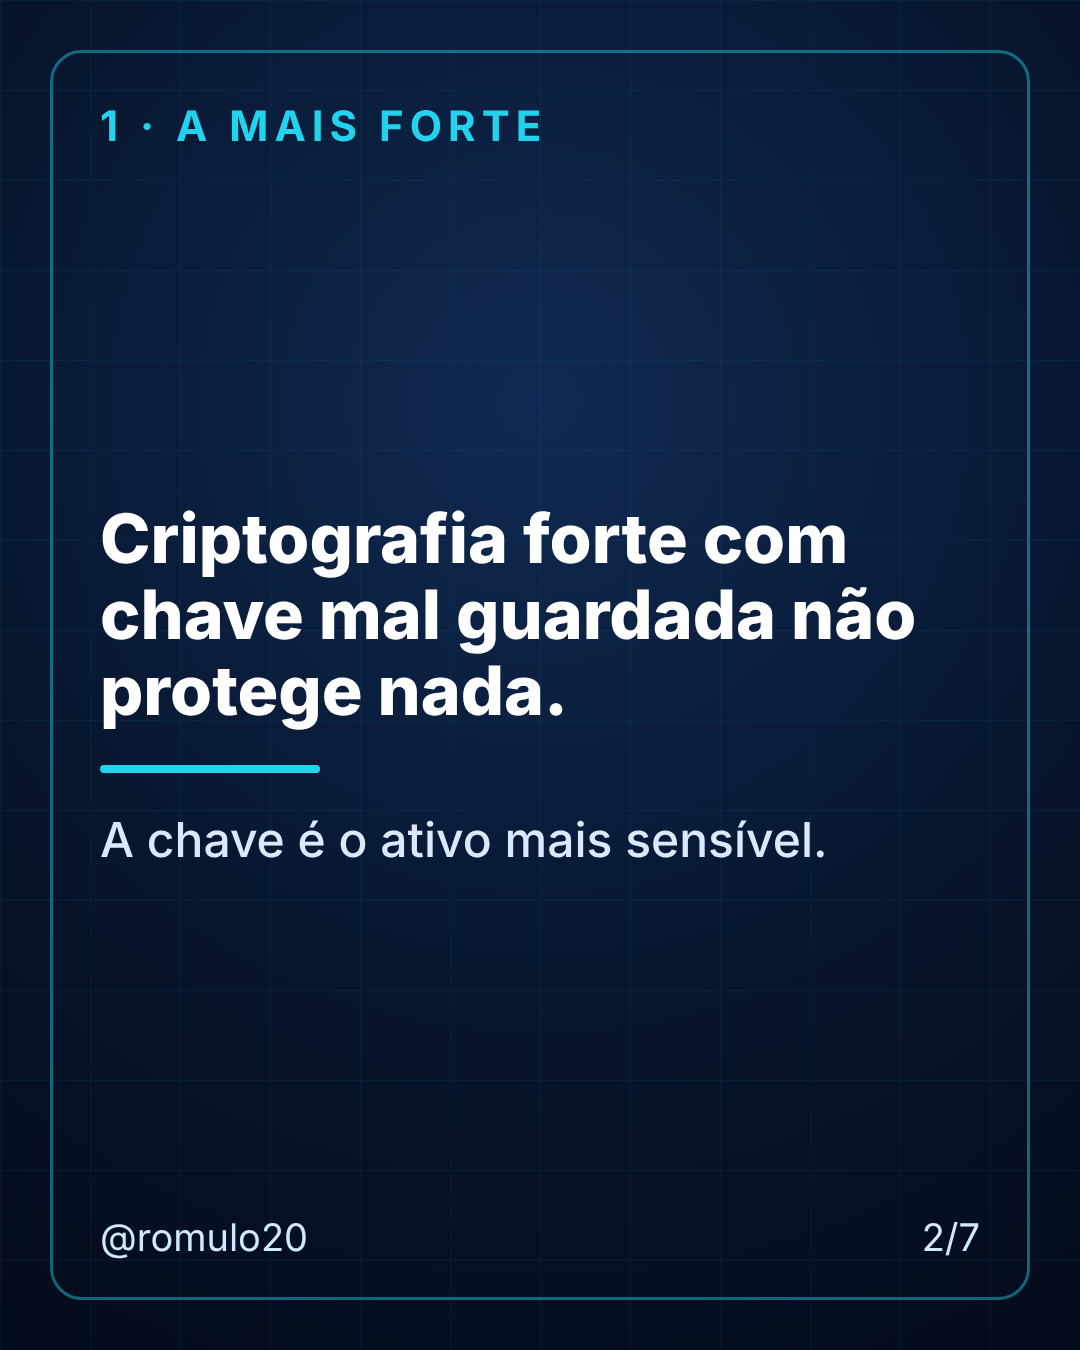 1 · A MAIS FORTE
Criptografia forte com
chave mal guardada não
protege nada.
A chave é o ativo mais sensível.
@romulo20
2/7